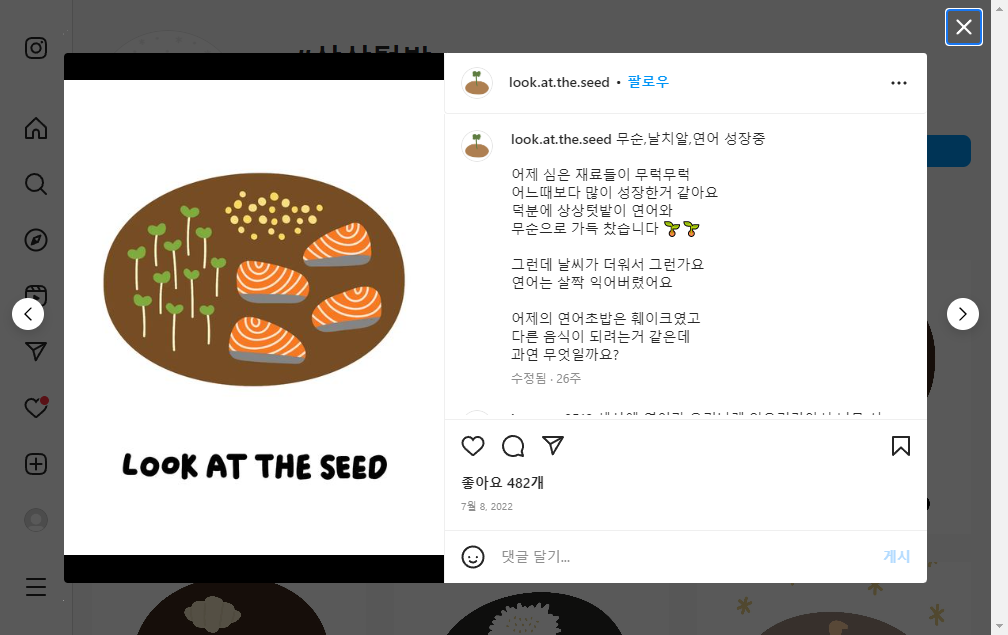 look.at.the.seed • 팔로우
look.at.the.seed 무순,날치알,연어 성장중
어제 심은 재료들이 무럭무럭
어느때보다 많이 성장한거 같아요
덕분에 상상텃밭이 연어와
무순으로 가득 찼습니다 🌱🌱
그런데 날씨가 더워서 그런가요
연어는 살짝 익어버렸어요
어제의 연어초밥은 훼이크였고
다른 음식이 되려는거 같은데
과연 무엇일까요?
수정됨 · 26주
LOOK AT THE SEED
좋아요 482개
7월 8, 2022
댓글 달기...
게시